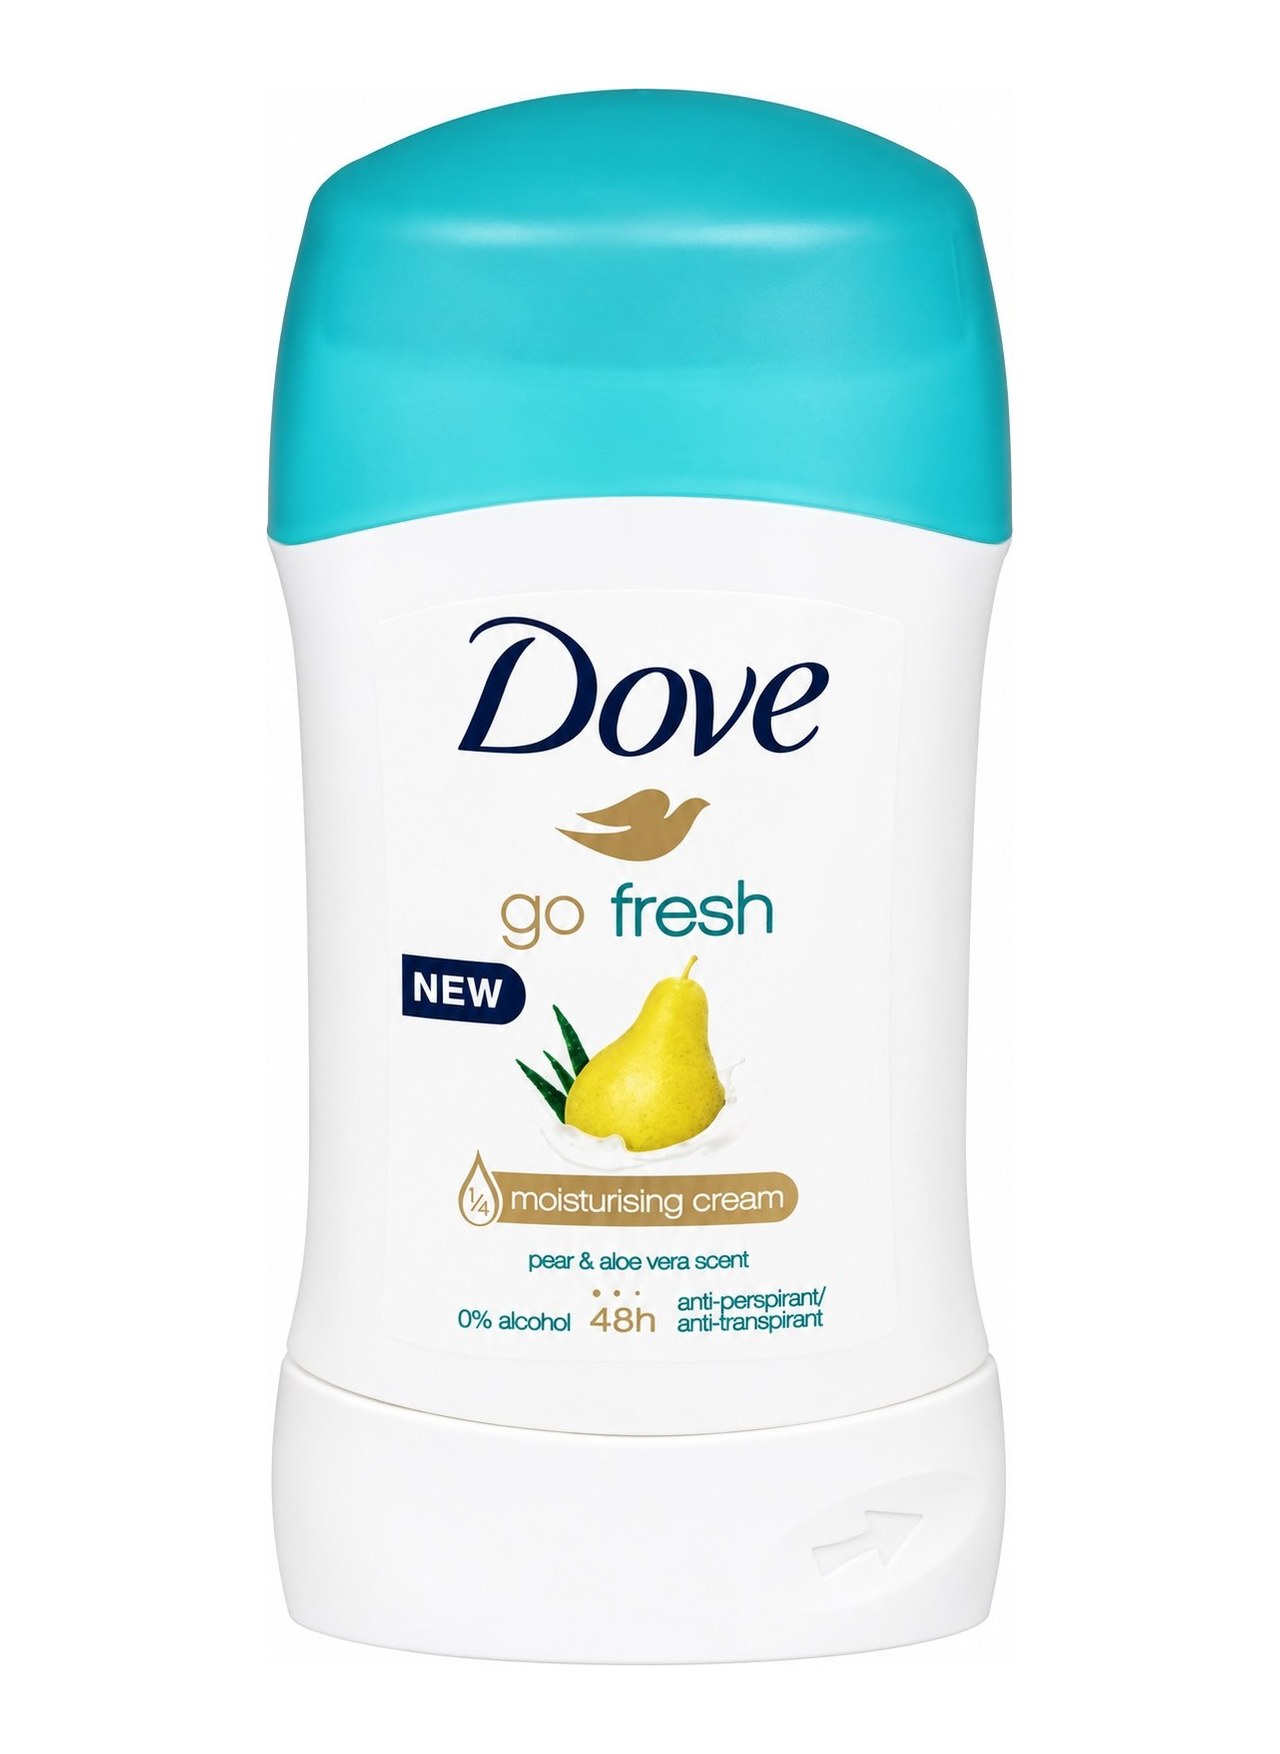 Dove
go fresh
NEW
1/4 moisturising cream
pear & aloe vera scent
0% alcohol 48h anti-perspirant/
anti-transpirant